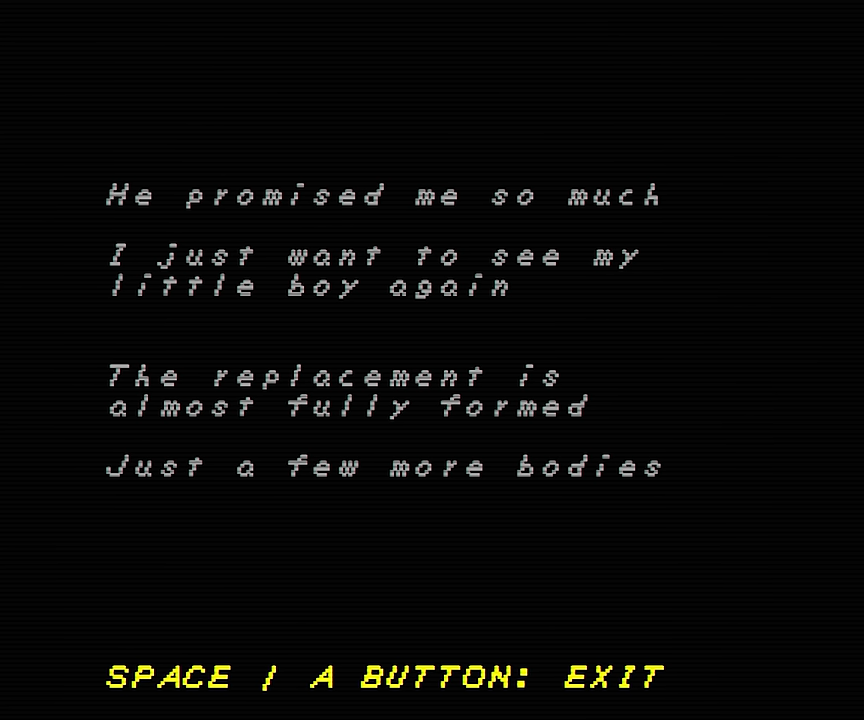 He promised me so much
I just want to see my
little boy again
The replacement is
almost fully formed
Just a few more bodies
SPACE / A BUTTON: EXIT